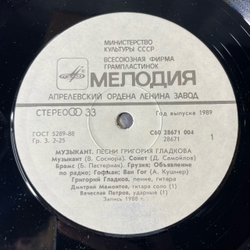 МИНИСТЕРСТВО
КУЛЬТУРЫ СССР
ВСЕСОЮЗНАЯ ФИРМА
ГРАМПЛАСТИНОК
МЕЛОДИЯ
АПРЕЛЕВСКИЙ ОРДЕНА ЛЕНИНА ЗАВОД
СТЕРЕО 33
Год выпуска 1989
ГОСТ 5289-88
С60 28671 004
Гр. 3. 2-25
28671
1
МУЗЫКАНТ. ПЕСНИ ГРИГОРИЯ ГЛАДКОВА
Музыкант (В. Соснора). Сонет (Д. Самойлов)
Брамс (Б. Пастернак). Грузия; Объявление
по радио; Гофман; Ван Гог (А. Кушнер)
Григорий Гладков, пение, гитара
Дмитрий Мамонтов, гитара соло (1)
Вячеслав Петров, ударные (1)
Запись 1988 г.